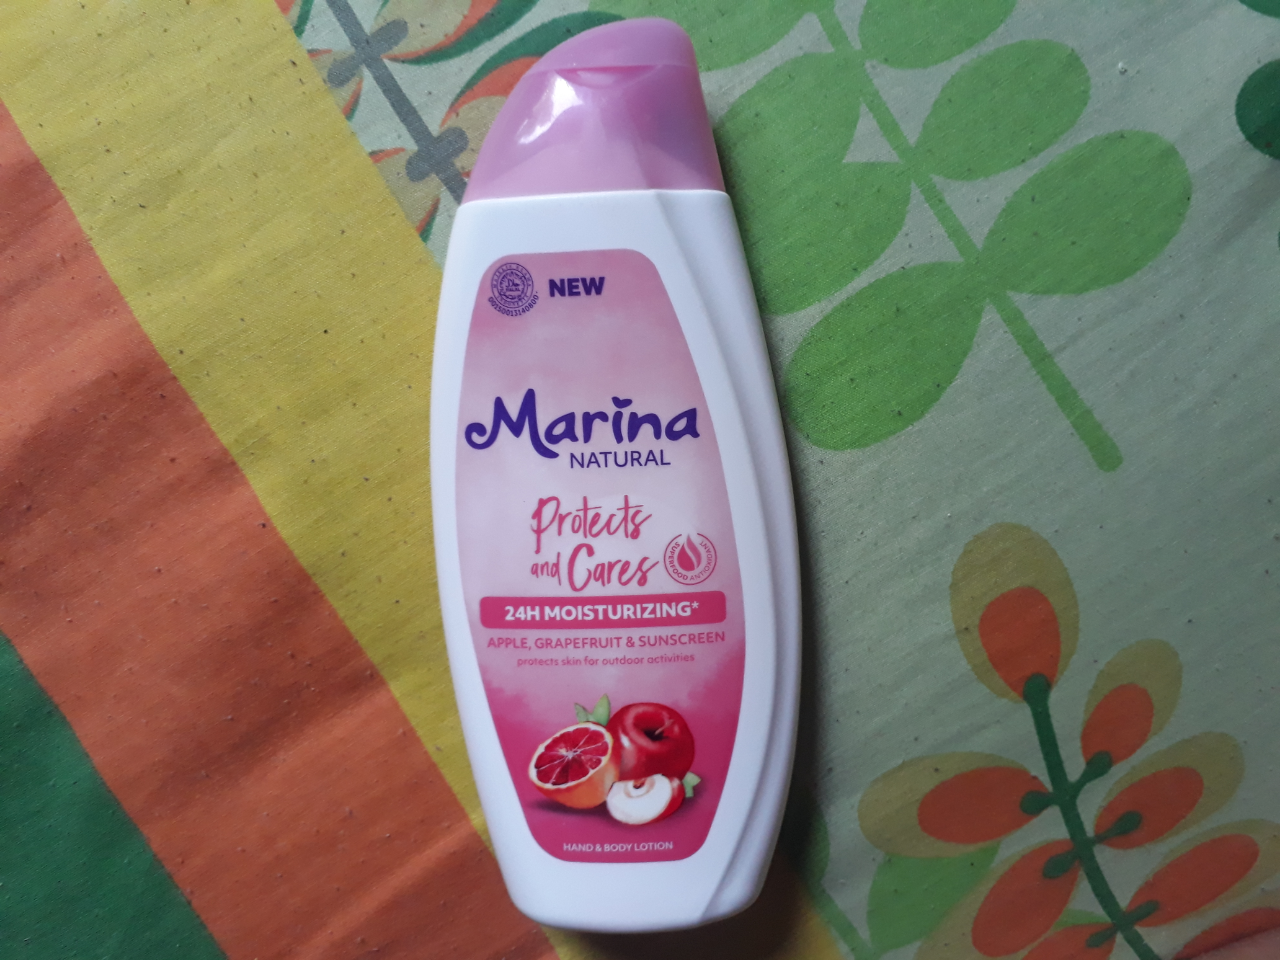 NEW
00150013140800
Marina
NATURAL
Protects
and Cares
SUPERFOOD ANTIOXIDANT
24H MOISTURIZING*
APPLE, GRAPEFRUIT & SUNSCREEN
protects skin for outdoor activities
HAND & BODY LOTION